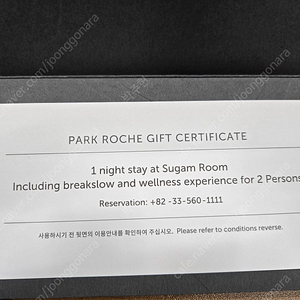 PARK ROCHE GIFT CERTIFICATE
1 night stay at Sugam Room
Including breakslow and wellness experience for 2 Persons
Reservation: +82 -33-560-1111
사용하시기 전 뒷면의 이용안내를 확인하여 주십시오. Please refer to conditions reverse.